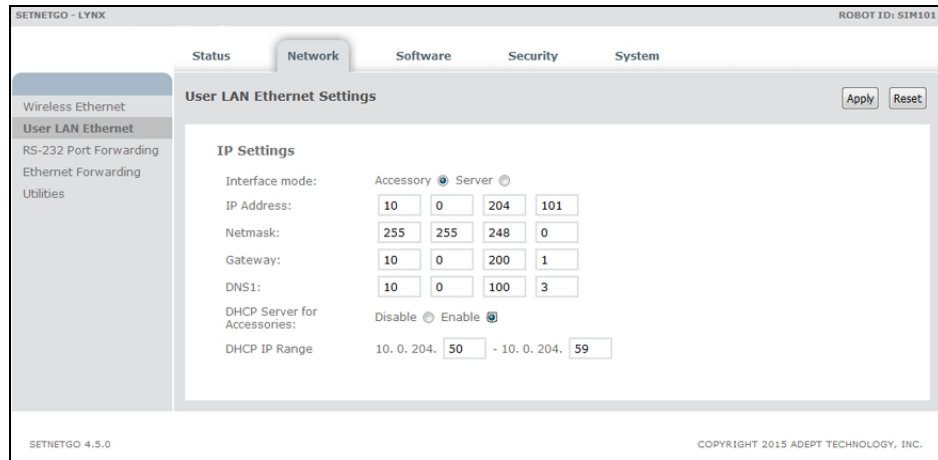 SETNETGO - LYNX ROBOT ID: SIM101
Status Network Software Security System
Wireless Ethernet
User LAN Ethernet
RS-232 Port Forwarding
Ethernet Forwarding
Utilities
User LAN Ethernet Settings Apply Reset
IP Settings
Interface mode: Accessory Server
IP Address: 10 0 204 101
Netmask: 255 255 248 0
Gateway: 10 0 200 1
DNS1: 10 0 100 3
DHCP Server for
Accessories: Disable Enable
DHCP IP Range 10. 0. 204. 50 - 10. 0. 204. 59
SETNETGO 4.5.0 COPYRIGHT 2015 ADEPT TECHNOLOGY, INC.